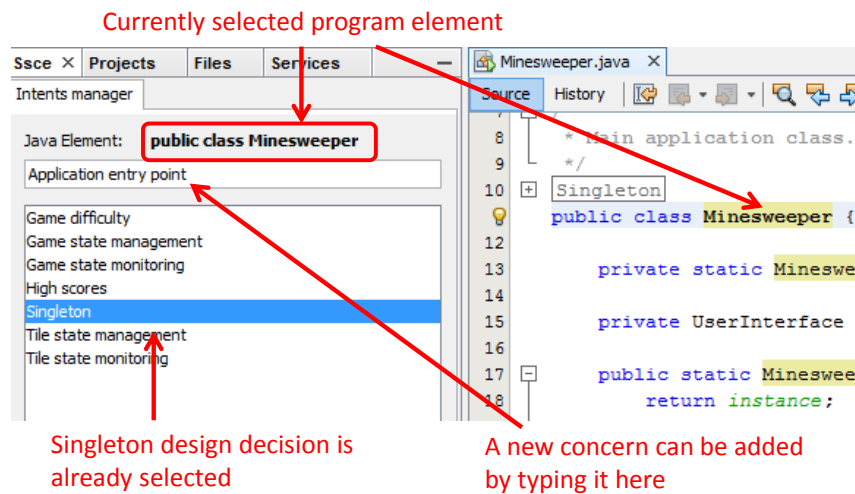 Currently selected program element
Ssce × Projects Files Services
Intents manager
Java Element: public class Minesweeper
Application entry point
Game difficulty
Game state management
Game state monitoring
High scores
Singleton
Tile state management
Tile state monitoring
Minesweeper.java ×
Source History
8 * Main application class.
9 */
10 Singleton
public class Minesweeper {
12
13 private static Mineswe
14
15 private UserInterface
16
17 public static Mineswee
18 return instance;
Singleton design decision is
already selected
A new concern can be added
by typing it here